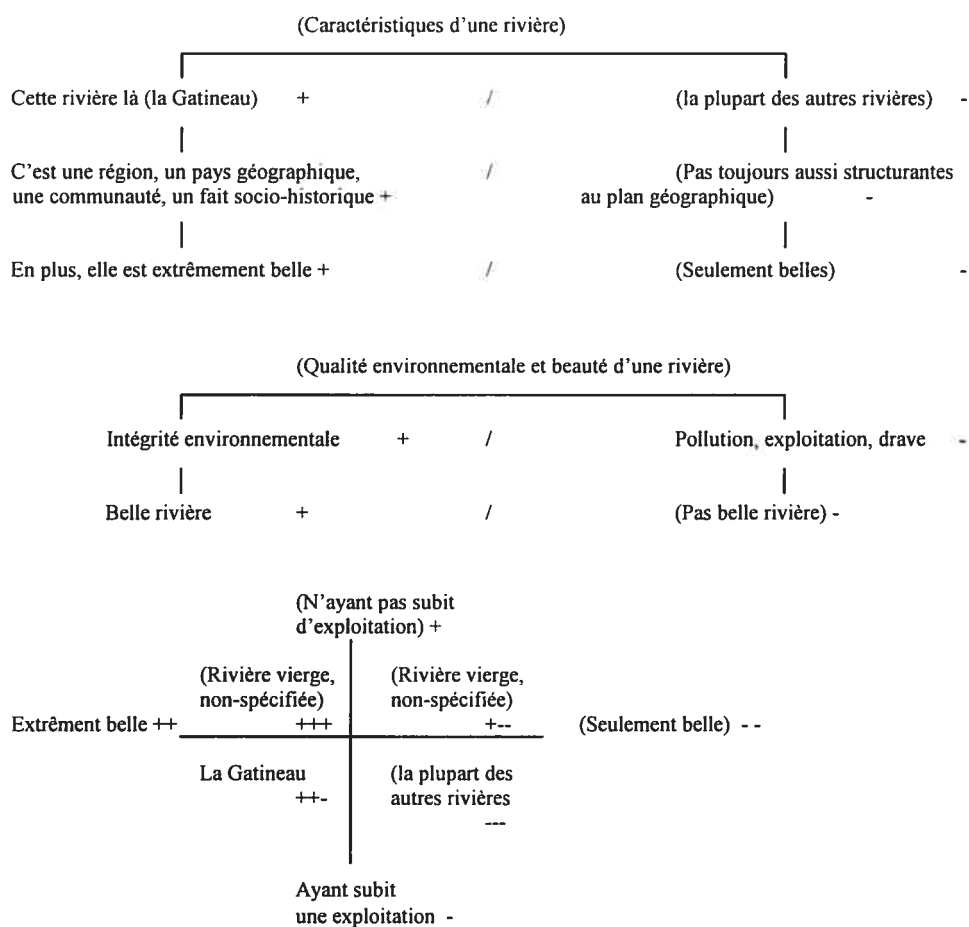 (Caractéristiques d'une rivière)
Cette rivière là (la Gatineau) + / (la plupart des autres rivières) -
C'est une région, un pays géographique, / (Pas toujours aussi structurantes
une communauté, un fait socio-historique + au plan géographique) -
En plus, elle est extrêmement belle + / (Seulement belles) -
(Qualité environnementale et beauté d'une rivière)
Intégrité environnementale + / Pollution, exploitation, drave -
Belle rivière + / (Pas belle rivière) -
(N'ayant pas subit
d'exploitation) +
(Rivière vierge, (Rivière vierge,
non-spécifiée) non-spécifiée)
Extrêment belle ++ +++ +-- (Seulement belle) - -
La Gatineau (la plupart des
++- autres rivières
---
Ayant subit
une exploitation -